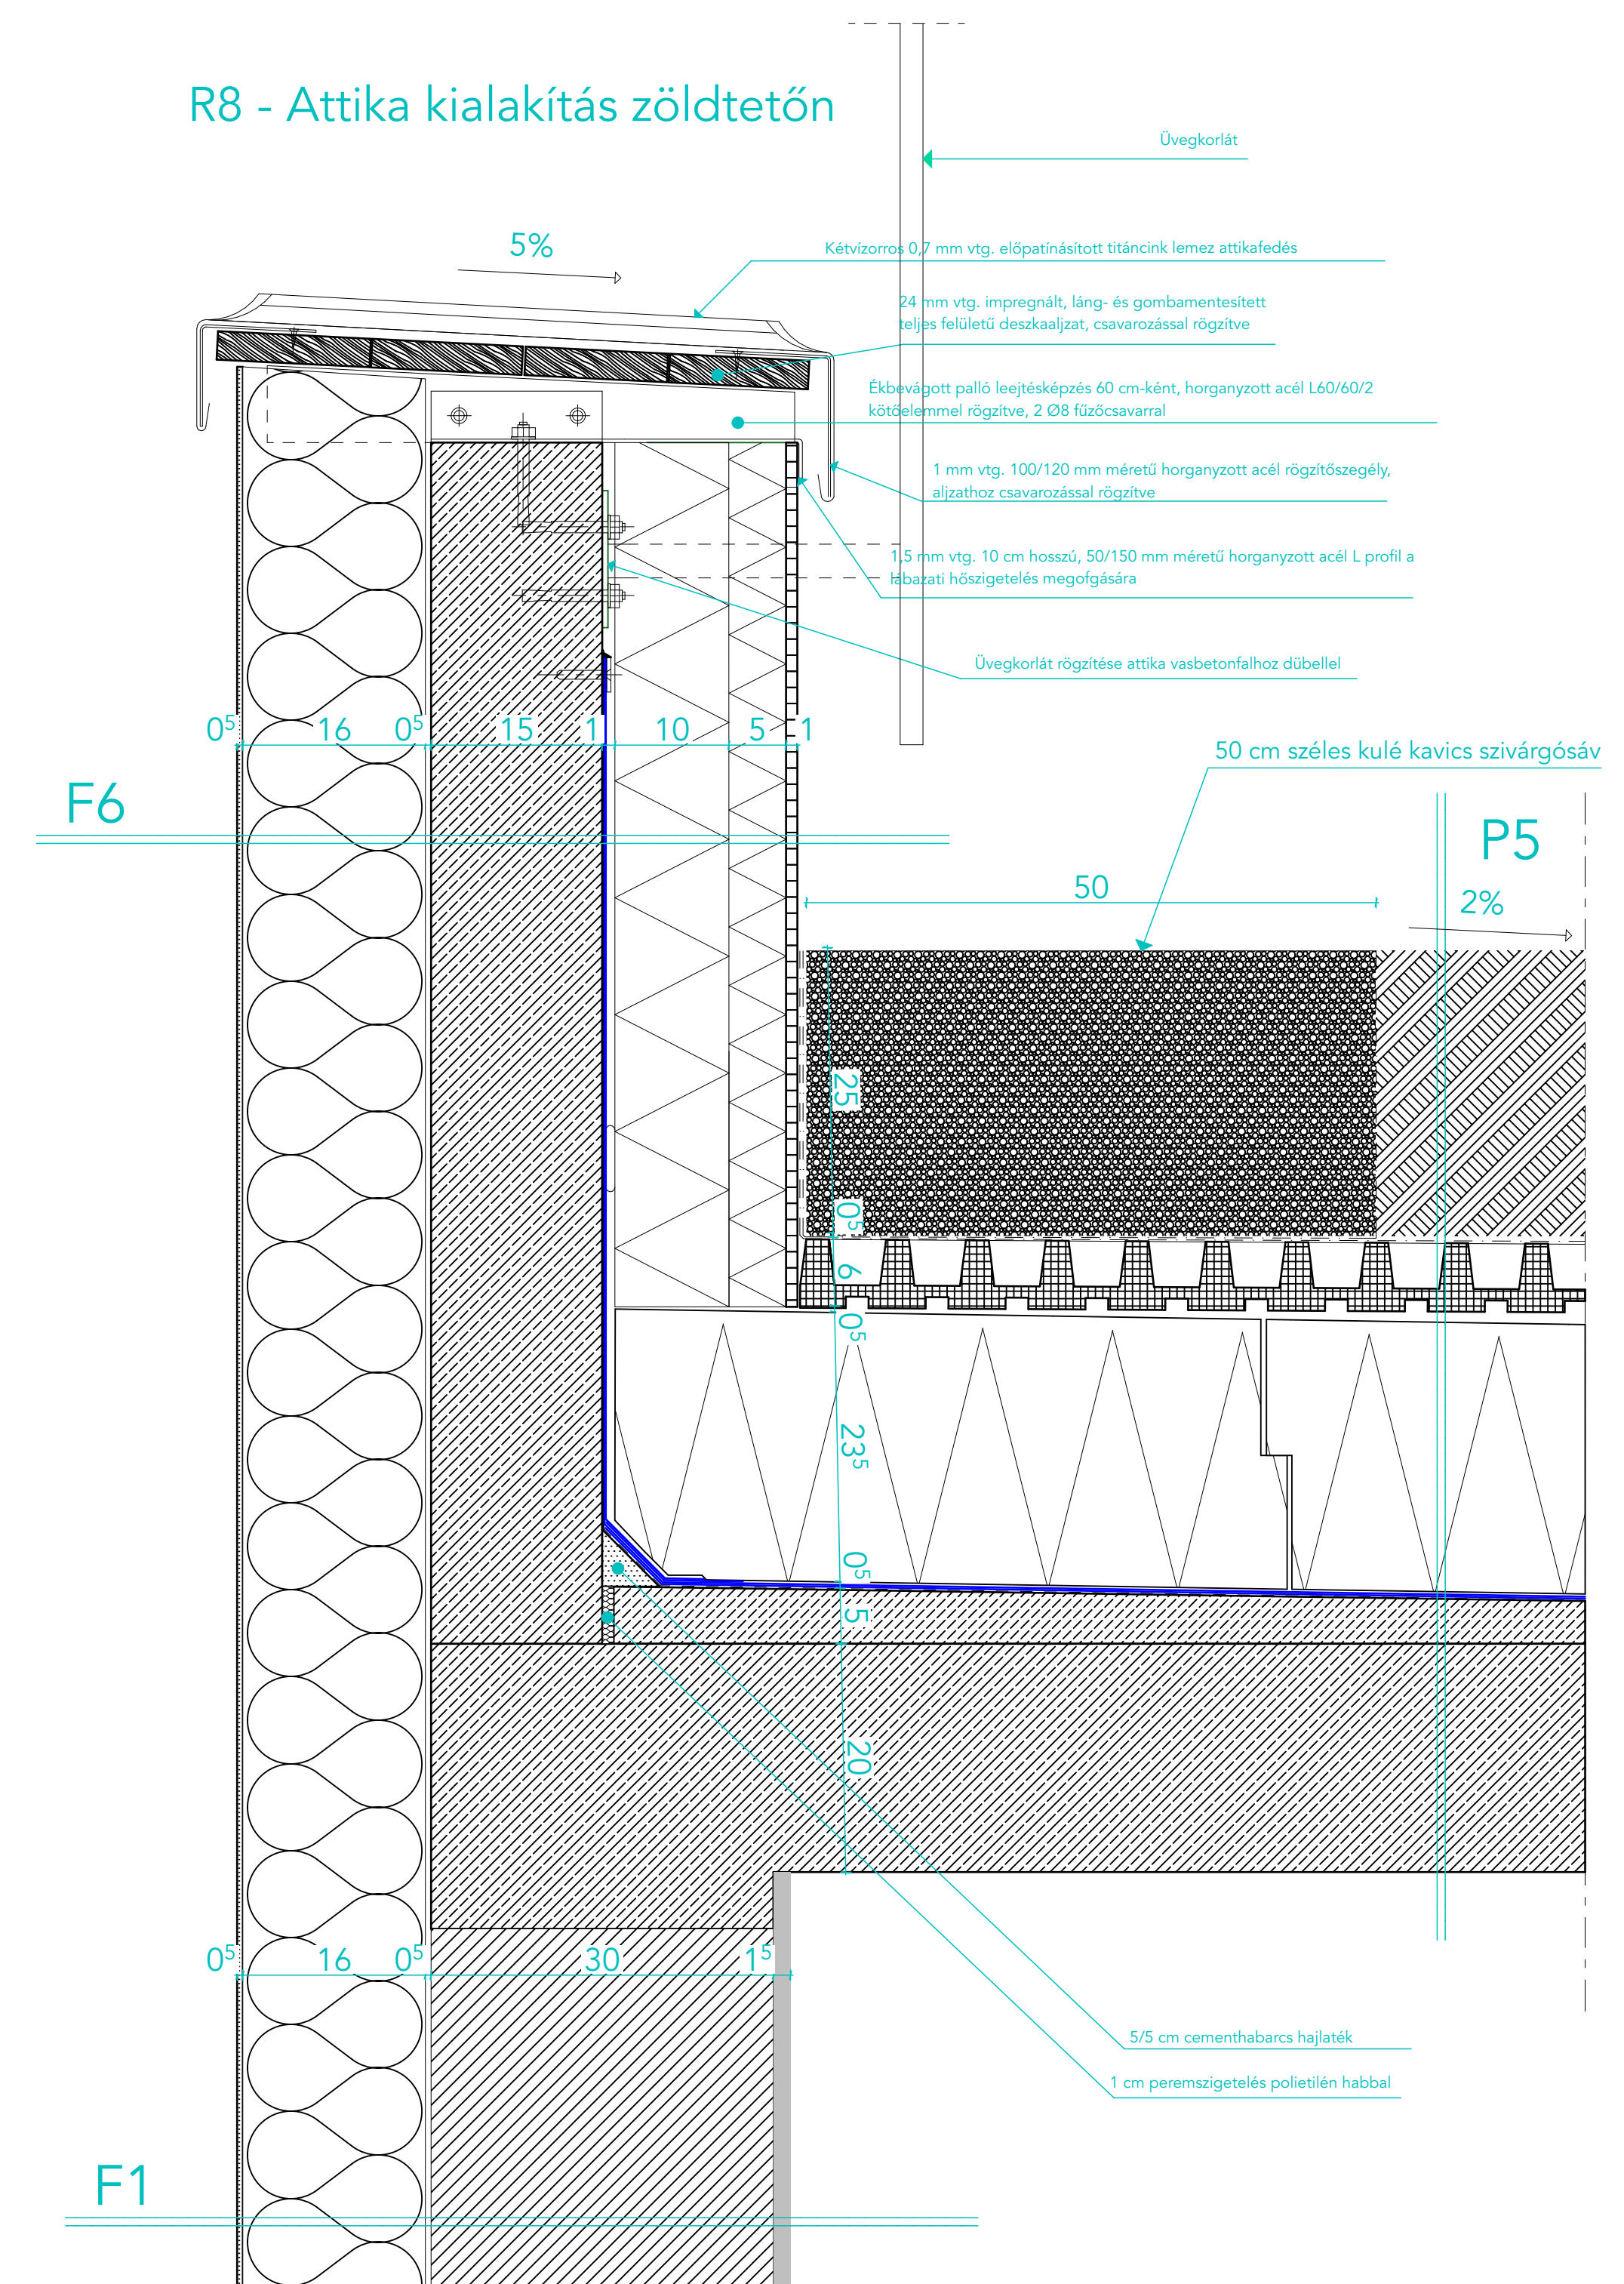 R8 - Attika kialakítás zöldtetőn
Üvegkorlát
5%
Kétvízorros 0,7 mm vtg. előpatínásított titáncink lemez attikafedés
24 mm vtg. impregnált, láng- és gombamentesített
teljes felületű deszkaaljzat, csavarozással rögzítve
Ékbevágott palló leejtésképzés 60 cm-ként, horganyzott acél L60/60/2
kötőelemmel rögzítve, 2 Ø8 fűzőcsavarral
1 mm vtg. 100/120 mm méretű horganyzott acél rögzítőszegély,
aljzathoz csavarozással rögzítve
1,5 mm vtg. 10 cm hosszú, 50/150 mm méretű horganyzott acél L profil a
lábazati hőszigetelés megofgására
Üvegkorlát rögzítése attika vasbetonfalhoz dübellel
0⁵ 16 0⁵ 15 1 10 5 1
50 cm széles kulé kavics szivárgósáv
F6
P5
50
2%
25
0⁵
6
0⁵
23⁵
0⁵
5
20
0⁵ 16 0⁵ 30 1⁵
5/5 cm cementhabarcs hajlaték
1 cm peremszigetelés polietilén habbal
F1